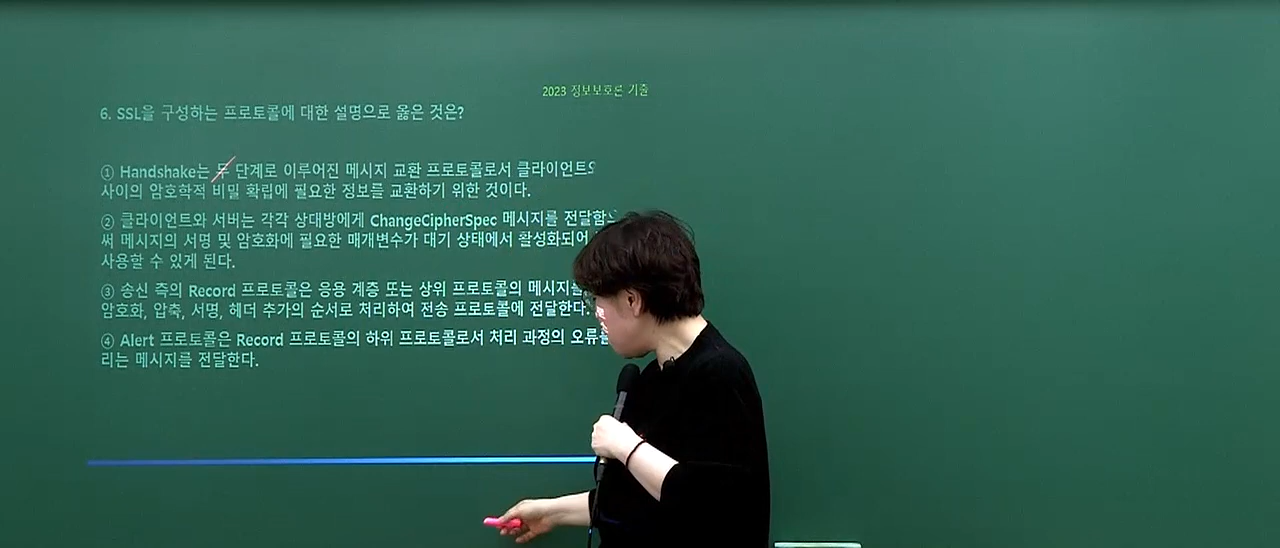 2023 정보보호론 기출
6. SSL을 구성하는 프로토콜에 대한 설명으로 옳은 것은?
① Handshake는 두 단계로 이루어진 메시지 교환 프로토콜로서 클라이언트와
사이의 암호학적 비밀 확립에 필요한 정보를 교환하기 위한 것이다.
② 클라이언트와 서버는 각각 상대방에게 ChangeCipherSpec 메시지를 전달함으
써 메시지의 서명 및 암호화에 필요한 매개변수가 대기 상태에서 활성화되어
사용할 수 있게 된다.
③ 송신 측의 Record 프로토콜은 응용 계층 또는 상위 프로토콜의 메시지를
암호화, 압축, 서명, 헤더 추가의 순서로 처리하여 전송 프로토콜에 전달한다.
④ Alert 프로토콜은 Record 프로토콜의 하위 프로토콜로서 처리 과정의 오류를
리는 메시지를 전달한다.